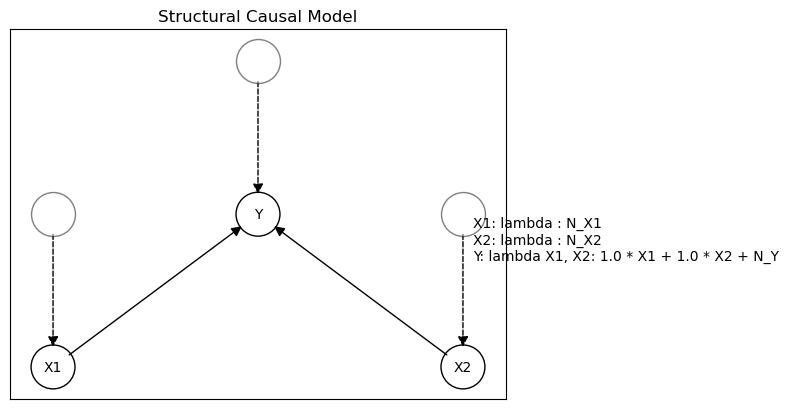 Structural Causal Model
Y
X1: lambda : N_X1
X2: lambda : N_X2
Y: lambda X1, X2: 1.0 * X1 + 1.0 * X2 + N_Y
X1
X2